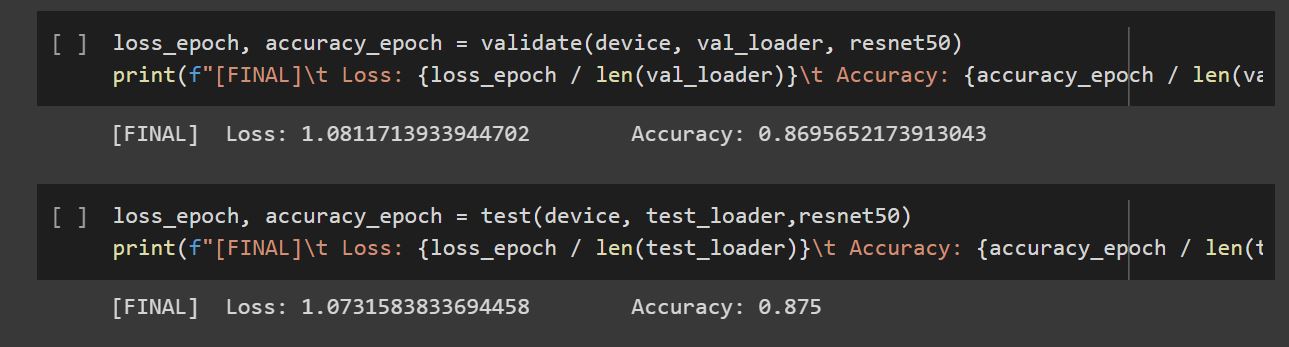 [ ] loss_epoch, accuracy_epoch = validate(device, val_loader, resnet50)
print(f"[FINAL]\t Loss: {loss_epoch / len(val_loader)}\t Accuracy: {accuracy_epoch / len(va
[FINAL] Loss: 1.0811713933944702 Accuracy: 0.8695652173913043
[ ] loss_epoch, accuracy_epoch = test(device, test_loader,resnet50)
print(f"[FINAL]\t Loss: {loss_epoch / len(test_loader)}\t Accuracy: {accuracy_epoch / len(t
[FINAL] Loss: 1.0731583833694458 Accuracy: 0.875